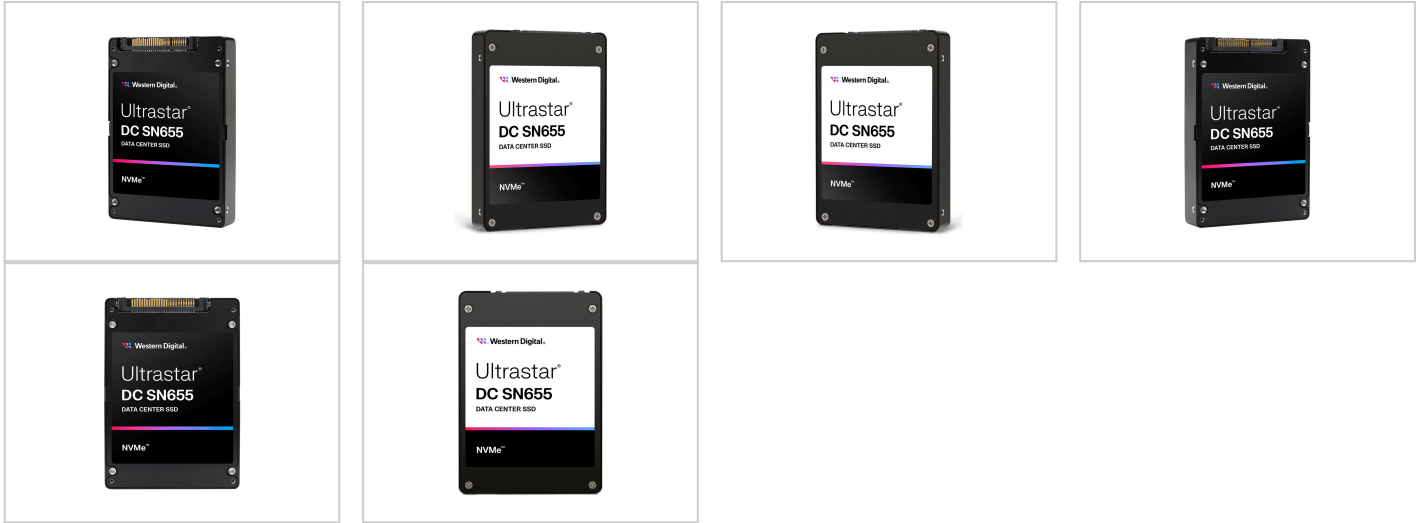 Western Digital.
Ultrastar®
DC SN655
DATA CENTER SSD
NVMe™
Western Digital.
Ultrastar®
DC SN655
DATA CENTER SSD
NVMe™
Western Digital.
Ultrastar®
DC SN655
DATA CENTER SSD
NVMe™
Western Digital.
Ultrastar®
DC SN655
DATA CENTER SSD
NVMe™
Western Digital.
Ultrastar®
DC SN655
DATA CENTER SSD
NVMe™
Western Digital.
Ultrastar®
DC SN655
DATA CENTER SSD
NVMe™